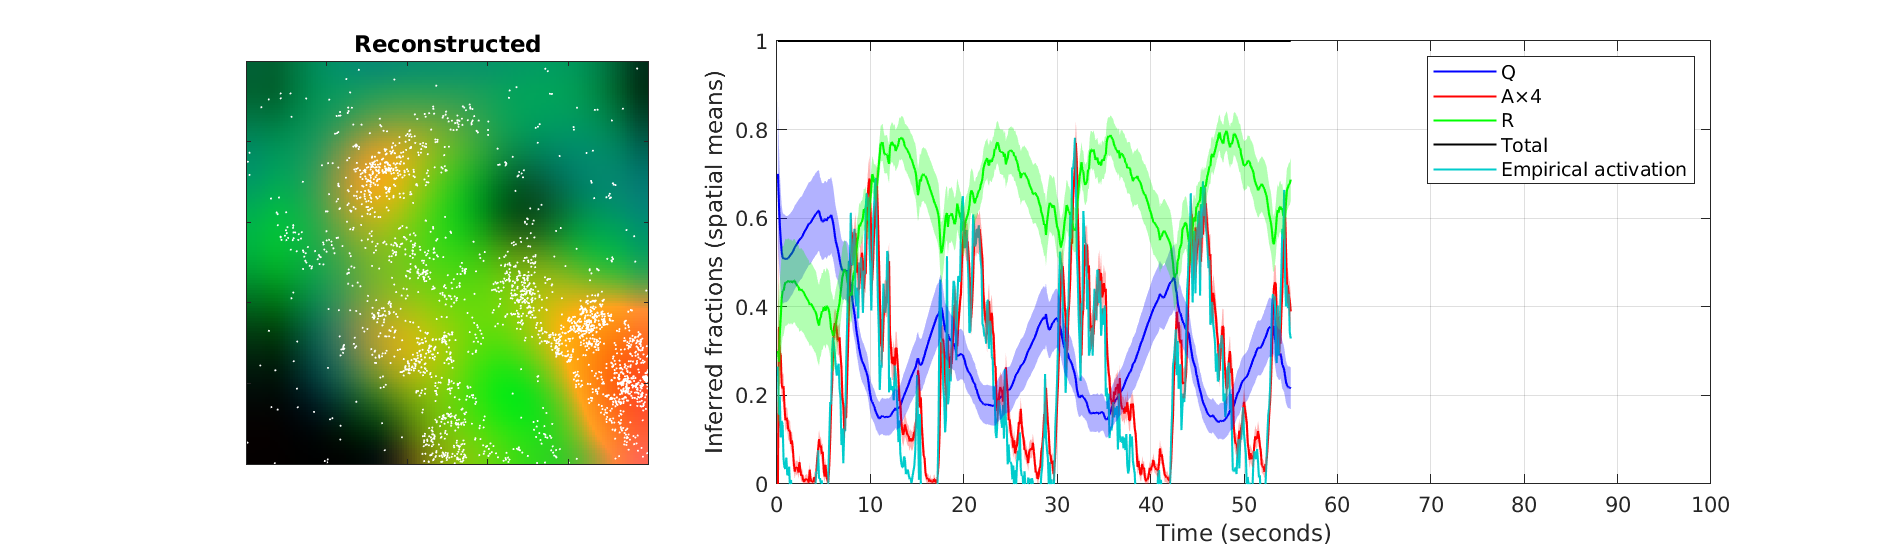 Reconstructed
Inferred fractions (spatial means)
1
0.8
0.6
0.4
0.2
0
0 10 20 30 40 50 60 70 80 90 100
Time (seconds)
Q
A×4
R
Total
Empirical activation